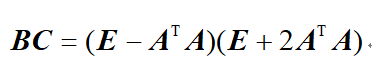 BC = (E − AᵀA)(E + 2AᵀA)